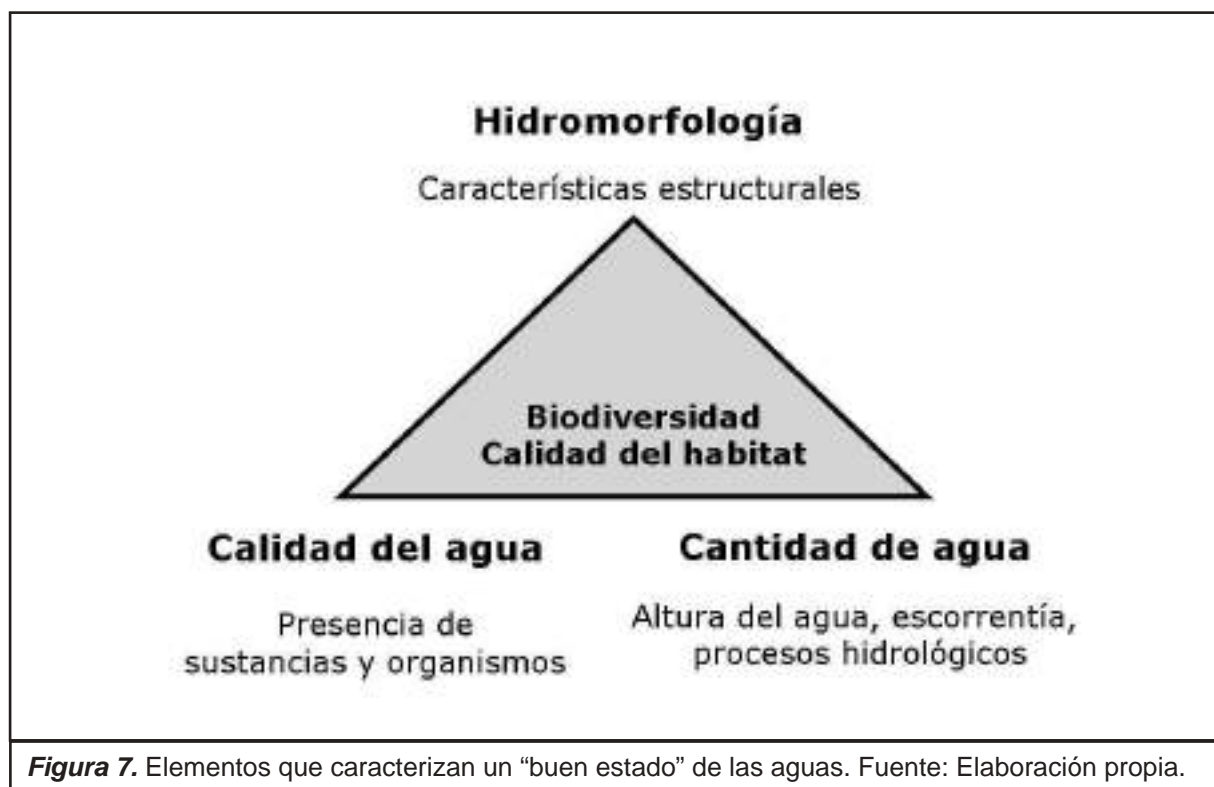 Hidromorfología
Características estructurales
Biodiversidad
Calidad del habitat
Calidad del agua
Presencia de
sustancias y organismos
Cantidad de agua
Altura del agua, escorrentía,
procesos hidrológicos
Figura 7. Elementos que caracterizan un “buen estado” de las aguas. Fuente: Elaboración propia.